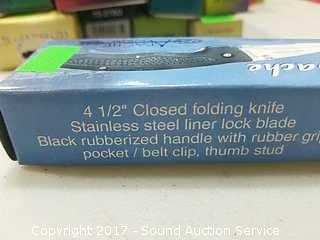 ache
4 1/2" Closed folding knife
Stainless steel liner lock blade
Black rubberized handle with rubber grip
pocket / belt clip, thumb stud
Copyright 2017 - Sound Auction Service